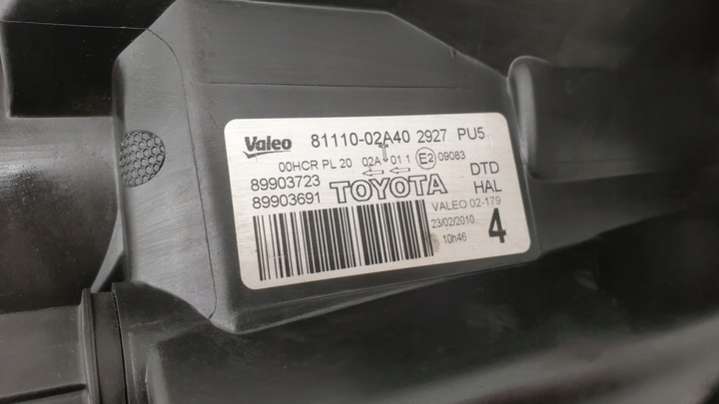 Valeo 81110-02A40 2927 PU5
00HCR PL 20 02A 01 1 E2 09083
89903723 TOYOTA DTD
89903691 HAL
VALEO 02-179
23/02/2010 4
10h46